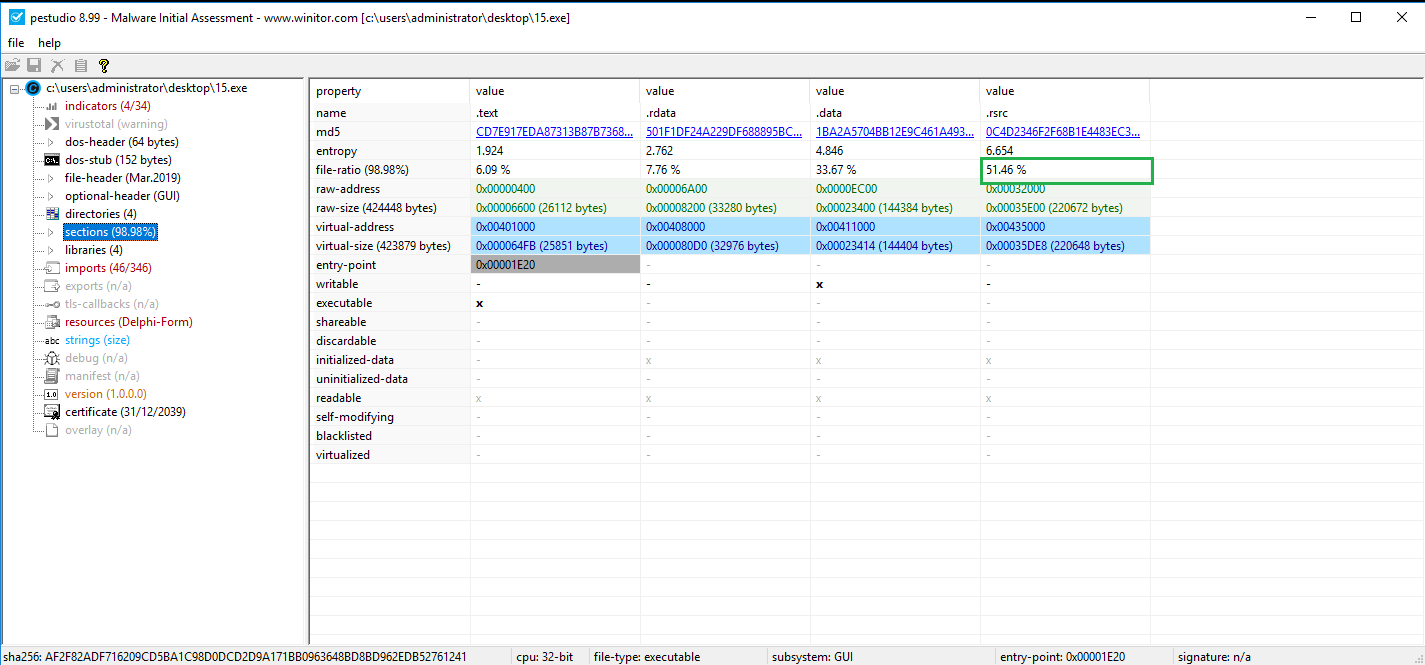 pestudio 8.99 - Malware Initial Assessment - www.winitor.com [c:\users\administrator\desktop\15.exe]
file help
c:\users\administrator\desktop\15.exe
indicators (4/34)
virustotal (warning)
dos-header (64 bytes)
dos-stub (152 bytes)
file-header (Mar.2019)
optional-header (GUI)
directories (4)
sections (98.98%)
libraries (4)
imports (46/346)
exports (n/a)
tls-callbacks (n/a)
resources (Delphi-Form)
abc strings (size)
debug (n/a)
manifest (n/a)
1.0 version (1.0.0.0)
certificate (31/12/2039)
overlay (n/a)
property value value value value
name .text .rdata .data .rsrc
md5 CD7E917EDA87313B87B7368... 501F1DF24A229DF688895BC... 1BA2A5704BB12E9C461A493... 0C4D2346F2F68B1E4483EC3...
entropy 1.924 2.762 4.846 6.654
file-ratio (98.98%) 6.09 % 7.76 % 33.67 % 51.46 %
raw-address 0x00000400 0x00006A00 0x0000EC00 0x00032000
raw-size (424448 bytes) 0x00006600 (26112 bytes) 0x00008200 (33280 bytes) 0x00023400 (144384 bytes) 0x00035E00 (220672 bytes)
virtual-address 0x00401000 0x00408000 0x00411000 0x00435000
virtual-size (423879 bytes) 0x000064FB (25851 bytes) 0x000080D0 (32976 bytes) 0x00023414 (144404 bytes) 0x00035DE8 (220648 bytes)
entry-point 0x00001E20 - - -
writable - - x -
executable x - - -
shareable - - - -
discardable - - - -
initialized-data - x x x
uninitialized-data - - - -
readable x x x x
self-modifying - - - -
blacklisted - - - -
virtualized - - - -
sha256: AF2F82ADF716209CD5BA1C98D0DCD2D9A171BB0963648BD8BD962EDB52761241 cpu: 32-bit file-type: executable subsystem: GUI entry-point: 0x00001E20 signature: n/a